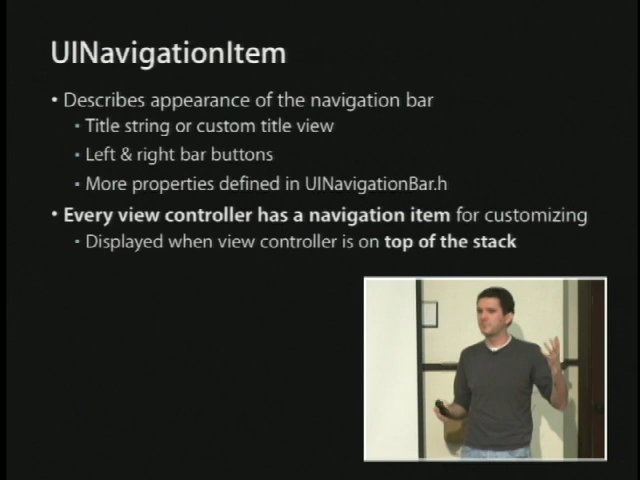 UINavigationItem
• Describes appearance of the navigation bar
▪ Title string or custom title view
▪ Left & right bar buttons
▪ More properties defined in UINavigationBar.h
• Every view controller has a navigation item for customizing
▪ Displayed when view controller is on top of the stack